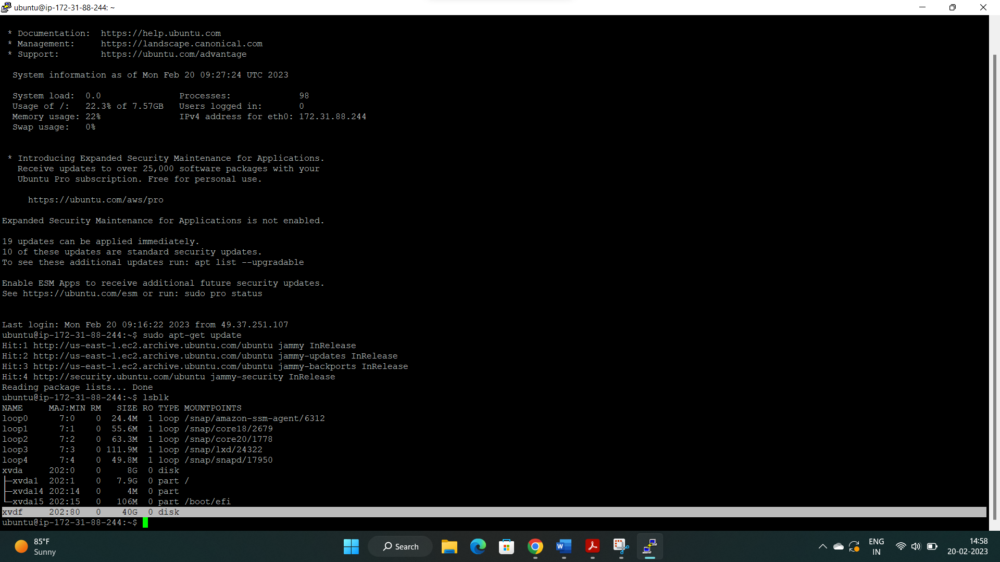 ubuntu@ip-172-31-88-244: ~
* Documentation:  https://help.ubuntu.com
* Management:     https://landscape.canonical.com
* Support:        https://ubuntu.com/advantage
System information as of Mon Feb 20 09:27:24 UTC 2023
System load:  0.0               Processes:             98
Usage of /:   22.3% of 7.57GB   Users logged in:       0
Memory usage: 22%               IPv4 address for eth0: 172.31.88.244
Swap usage:   0%
* Introducing Expanded Security Maintenance for Applications.
Receive updates to over 25,000 software packages with your
Ubuntu Pro subscription. Free for personal use.
https://ubuntu.com/aws/pro
Expanded Security Maintenance for Applications is not enabled.
19 updates can be applied immediately.
10 of these updates are standard security updates.
To see these additional updates run: apt list --upgradable
Enable ESM Apps to receive additional future security updates.
See https://ubuntu.com/esm or run: sudo pro status
Last login: Mon Feb 20 09:16:22 2023 from 49.37.251.107
ubuntu@ip-172-31-88-244:~$ sudo apt-get update
Hit:1 http://us-east-1.ec2.archive.ubuntu.com/ubuntu jammy InRelease
Hit:2 http://us-east-1.ec2.archive.ubuntu.com/ubuntu jammy-updates InRelease
Hit:3 http://us-east-1.ec2.archive.ubuntu.com/ubuntu jammy-backports InRelease
Hit:4 http://security.ubuntu.com/ubuntu jammy-security InRelease
Reading package lists... Done
ubuntu@ip-172-31-88-244:~$ lsblk
NAME     MAJ:MIN RM   SIZE RO TYPE MOUNTPOINTS
loop0      7:0    0  24.4M  1 loop /snap/amazon-ssm-agent/6312
loop1      7:1    0  55.6M  1 loop /snap/core18/2679
loop2      7:2    0  63.3M  1 loop /snap/core20/1778
loop3      7:3    0 111.9M  1 loop /snap/lxd/24322
loop4      7:4    0  49.8M  1 loop /snap/snapd/17950
xvda     202:0    0     8G  0 disk
├─xvda1  202:1    0   7.9G  0 part /
├─xvda14 202:14   0     4M  0 part
└─xvda15 202:15   0   106M  0 part /boot/efi
xvdf     202:80   0    40G  0 disk
ubuntu@ip-172-31-88-244:~$
85°F
Sunny
Search
ENG
IN
14:58
20-02-2023